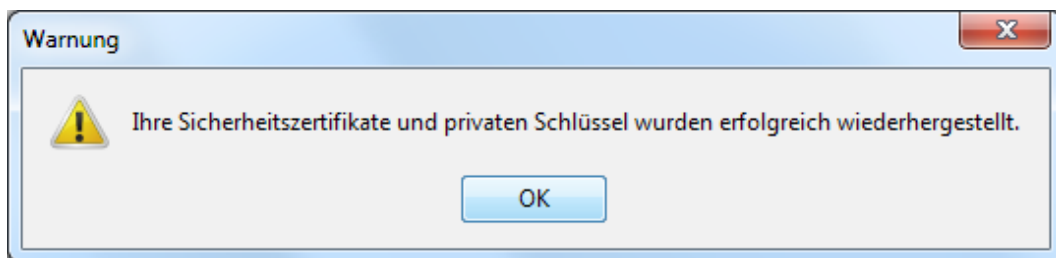 Warnung
Ihre Sicherheitszertifikate und privaten Schlüssel wurden erfolgreich wiederhergestellt.
OK